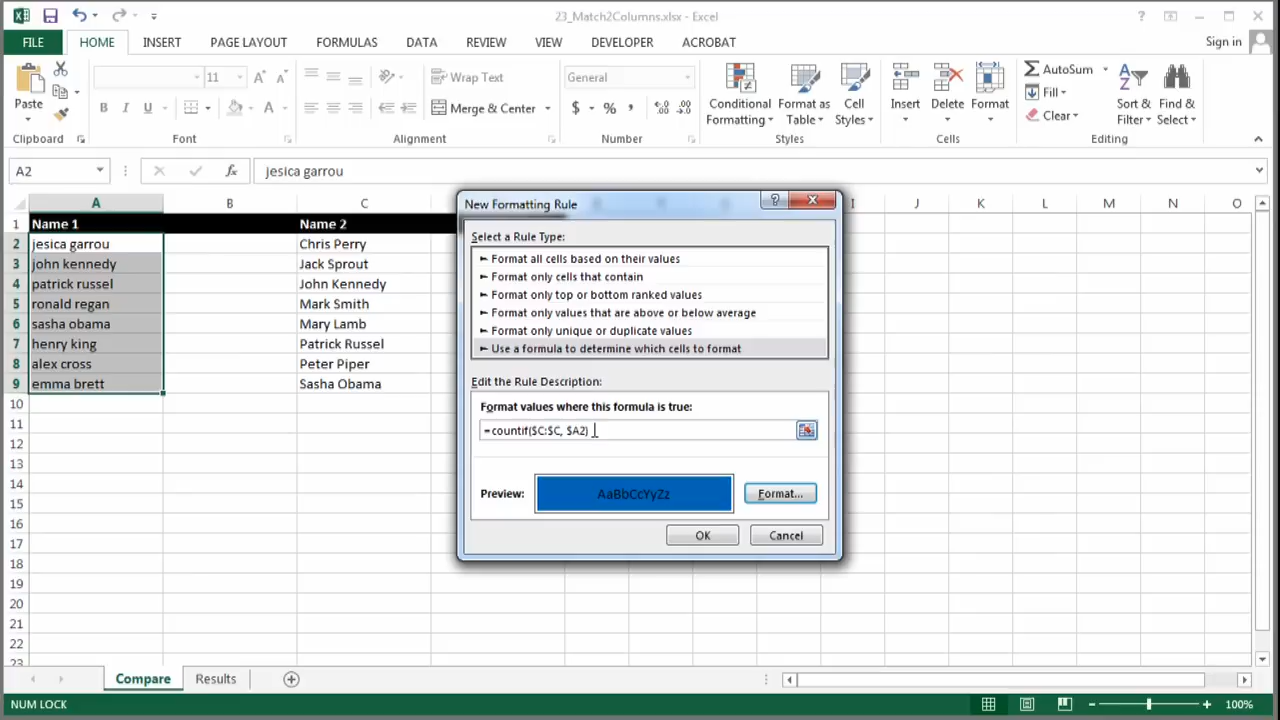 23_Match2Columns.xlsx - Excel
FILE HOME INSERT PAGE LAYOUT FORMULAS DATA REVIEW VIEW DEVELOPER ACROBAT Sign in
11 A A Wrap Text General AutoSum
Paste B I U A Merge & Center $ % , Conditional Formatting Format as Table Cell Styles Insert Delete Format Fill Clear Sort & Filter Find & Select
Clipboard Font Alignment Number Styles Cells Editing
A2 fx jesica garrou
A B C I J K L M N O
1 Name 1 Name 2
2 jesica garrou Chris Perry
3 john kennedy Jack Sprout
4 patrick russel John Kennedy
5 ronald regan Mark Smith
6 sasha obama Mary Lamb
7 henry king Patrick Russel
8 alex cross Peter Piper
9 emma brett Sasha Obama
10
11
12
13
14
15
16
17
18
19
20
21
22
23
New Formatting Rule ?
Select a Rule Type:
► Format all cells based on their values
► Format only cells that contain
► Format only top or bottom ranked values
► Format only values that are above or below average
► Format only unique or duplicate values
► Use a formula to determine which cells to format
Edit the Rule Description:
Format values where this formula is true:
=countif($C:$C, $A2)
Preview: AaBbCcYyZz Format...
OK Cancel
Compare Results
NUM LOCK 100%